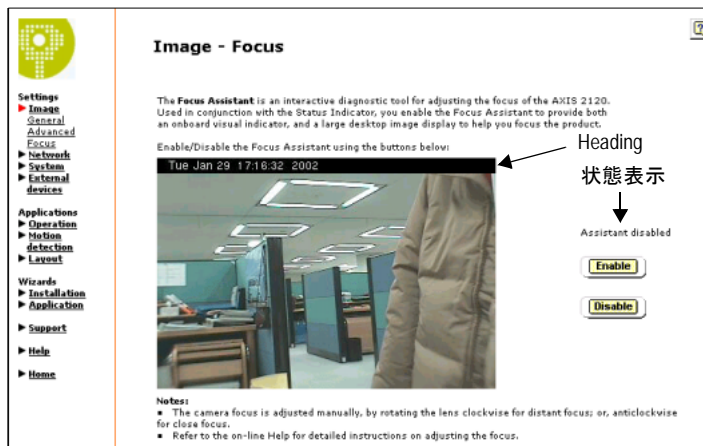 Image - Focus
?
Settings
Image
General
Advanced
Focus
Network
System
External
devices
Applications
Operation
Motion
detection
Layout
Wizards
Installation
Application
Support
Help
Home
The Focus Assistant is an interactive diagnostic tool for adjusting the focus of the AXIS 2120.
Used in conjunction with the Status Indicator, you enable the Focus Assistant to provide both
an onboard visual indicator, and a large desktop image display to help you focus the product.
Enable/Disable the Focus Assistant using the buttons below:
Tue Jan 29 17:16:32 2002
Heading
状態表示
Assistant disabled
Enable
Disable
Notes:
▪ The camera focus is adjusted manually, by rotating the lens clockwise for distant focus; or, anticlockwise
for close focus.
▪ Refer to the on-line Help for detailed instructions on adjusting the focus.